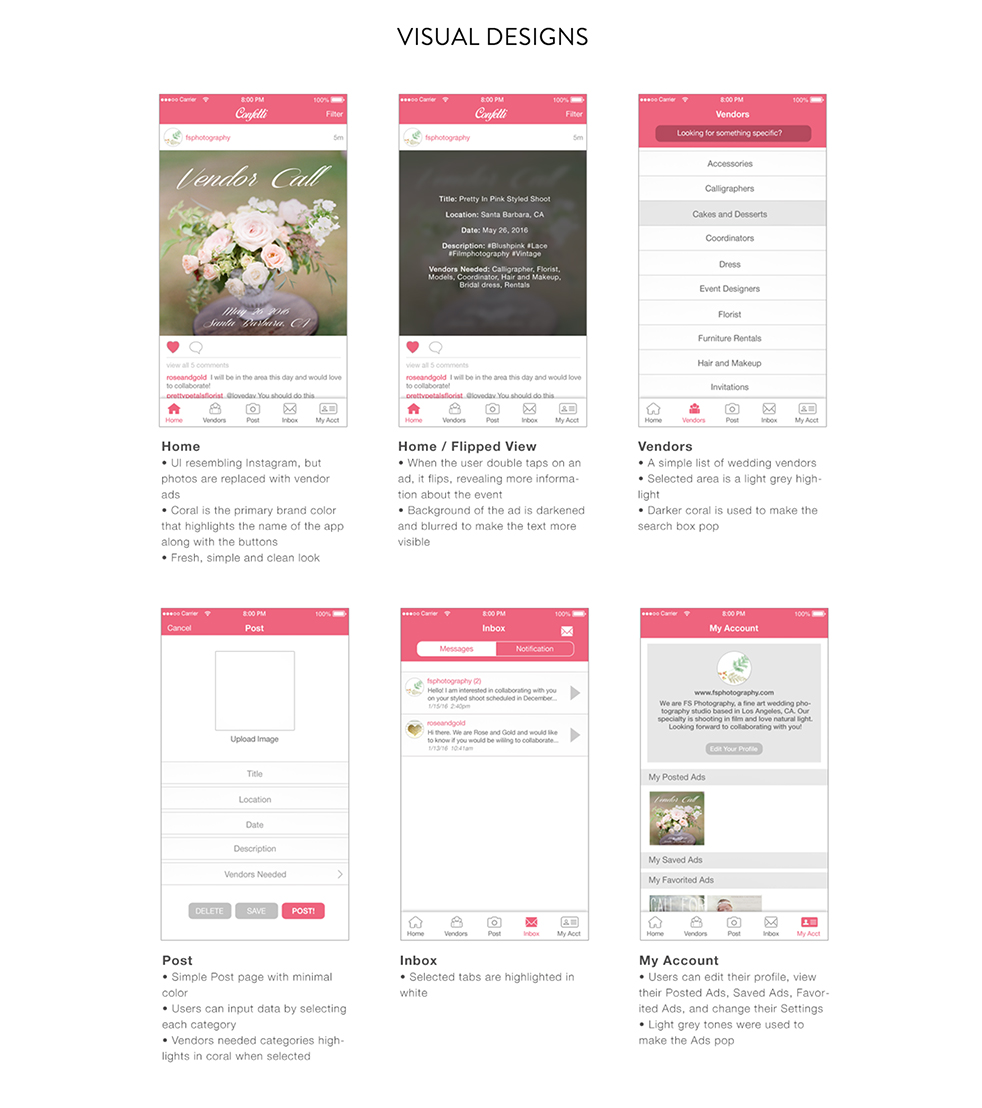 VISUAL DESIGNS
Carrier
8:00 PM
100%
Confetti
Filter
fsphotography
5m
Vendor Call
May 26 2016
Santa Barbara, CA
view all 5 comments
roseandgold I will be in the area this day and would love
to collaborate!
prettypetalsflorist @loveday You should do this
Home
Vendors
Post
Inbox
My Acct
Home
• UI resembling Instagram, but
photos are replaced with vendor
ads
• Coral is the primary brand color
that highlights the name of the app
along with the buttons
• Fresh, simple and clean look
Carrier
8:00 PM
100%
Confetti
Filter
fsphotography
5m
Title: Pretty In Pink Styled Shoot
Location: Santa Barbara, CA
Date: May 26, 2016
Description: #Blushpink #Lace
#Filmphotography #Vintage
Vendors Needed: Calligrapher, Florist,
Models, Coordinator, Hair and Makeup,
Bridal dress, Rentals
view all 5 comments
roseandgold I will be in the area this day and would love
to collaborate!
prettypetalsflorist @loveday You should do this
Home
Vendors
Post
Inbox
My Acct
Home / Flipped View
• When the user double taps on an
ad, it flips, revealing more informa-
tion about the event
• Background of the ad is darkened
and blurred to make the text more
visible
Carrier
8:00 PM
100%
Vendors
Looking for something specific?
Accessories
Calligraphers
Cakes and Desserts
Coordinators
Dress
Event Designers
Florist
Furniture Rentals
Hair and Makeup
Invitations
Home
Vendors
Post
Inbox
My Acct
Vendors
• A simple list of wedding vendors
• Selected area is a light grey high-
light
• Darker coral is used to make the
search box pop
Carrier
8:00 PM
100%
Cancel
Post
Upload Image
Title
Location
Date
Description
Vendors Needed
DELETE
SAVE
POST!
Post
• Simple Post page with minimal
color
• Users can input data by selecting
each category
• Vendors needed categories high-
lights in coral when selected
Carrier
8:00 PM
100%
Inbox
Messages
Notification
fsphotography (2)
Hello! I am interested in collaborating with you
on your styled shoot scheduled in December...
1/15/16 2:40pm
roseandgold
Hi there. We are Rose and Gold and would like
to know if you would be wiling to collaborate...
1/13/16 10:41am
Home
Vendors
Post
Inbox
My Acct
Inbox
• Selected tabs are highlighted in
white
Carrier
8:00 PM
100%
My Account
www.fsphotography.com
We are FS Photography, a fine art wedding pho-
tography studio based in Los Angeles, CA. Our
specialty is shooting in film and love natural light.
Looking forward to collaborating with you!
Edit Your Profile
My Posted Ads
Vendor Call
My Saved Ads
My Favorited Ads
Home
Vendors
Post
Inbox
My Acct
My Account
• Users can edit their profile, view
their Posted Ads, Saved Ads, Favor-
ited Ads, and change their Settings
• Light grey tones were used to
make the Ads pop